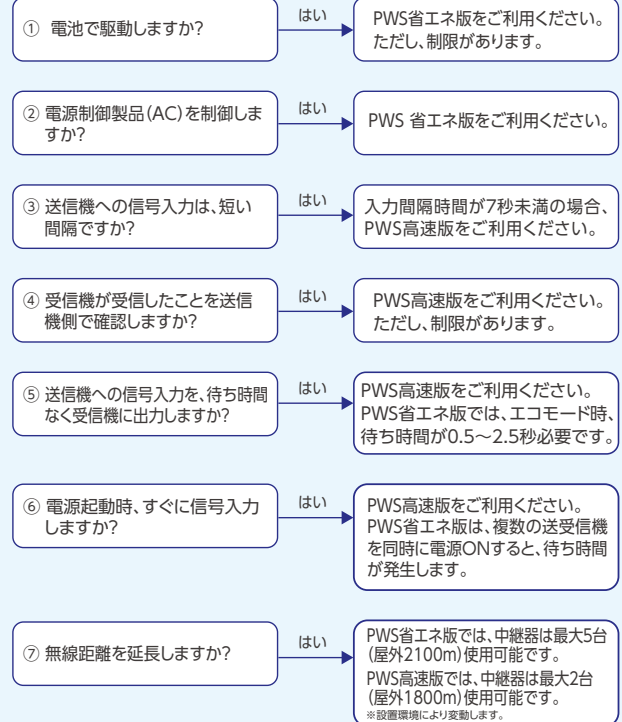 ① 電池で駆動しますか?
はい
PWS省エネ版をご利用ください。
ただし、制限があります。
② 電源制御製品(AC)を制御しま
すか?
はい
PWS 省エネ版をご利用ください。
③ 送信機への信号入力は、短い
間隔ですか?
はい
入力間隔時間が7秒未満の場合、
PWS高速版をご利用ください。
④ 受信機が受信したことを送信
機側で確認しますか?
はい
PWS高速版をご利用ください。
ただし、制限があります。
⑤ 送信機への信号入力を、待ち時間
なく受信機に出力しますか?
はい
PWS高速版をご利用ください。
PWS省エネ版では、エコモード時、
待ち時間が0.5～2.5秒必要です。
⑥ 電源起動時、すぐに信号入力
しますか?
はい
PWS高速版をご利用ください。
PWS省エネ版は、複数の送受信機
を同時に電源ONすると、待ち時間
が発生します。
⑦ 無線距離を延長しますか?
はい
PWS省エネ版では、中継器は最大5台
(屋外2100m)使用可能です。
PWS高速版では、中継器は最大2台
(屋外1800m)使用可能です。
※設置環境により変動します。